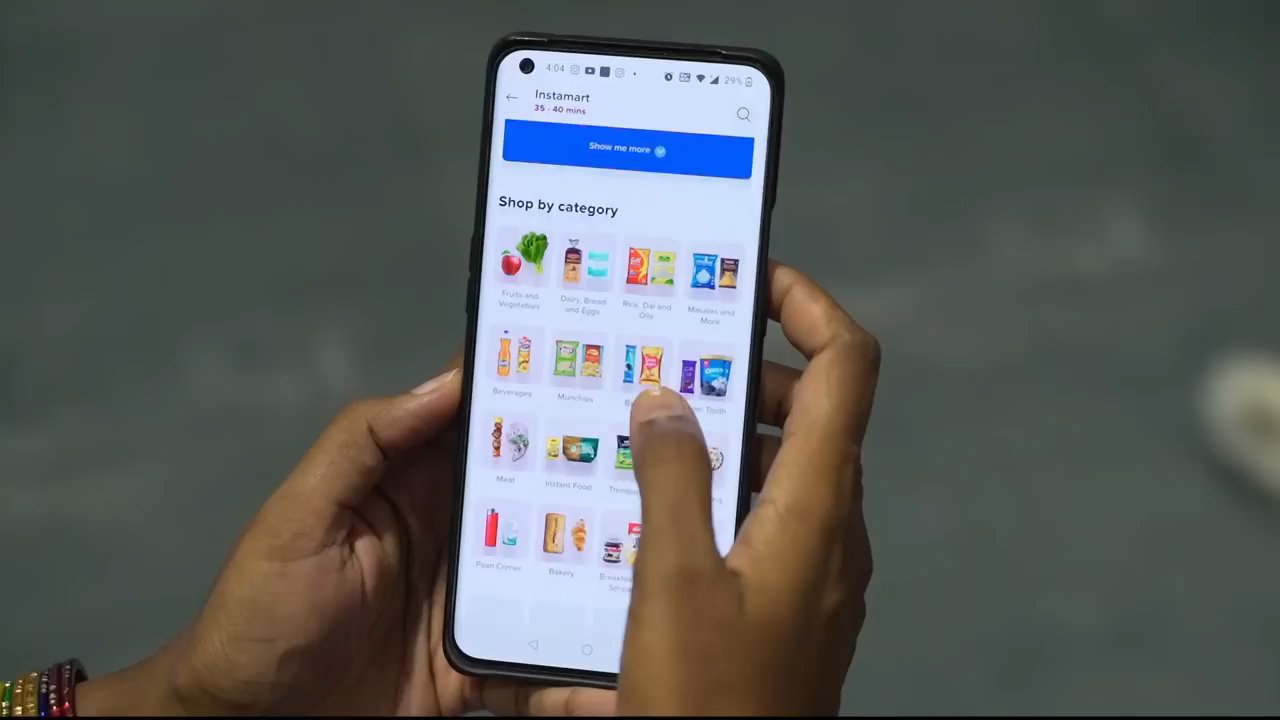 4:04
29%
Instamart
35 - 40 mins
Show me more
Shop by category
Fruits and
Vegetables
Dairy, Bread
and Eggs
Rice, Dal and
Oils
Masalas and
More
Beverages
Munchies
Tooth
Meat
Instant Food
Paan Corner
Bakery